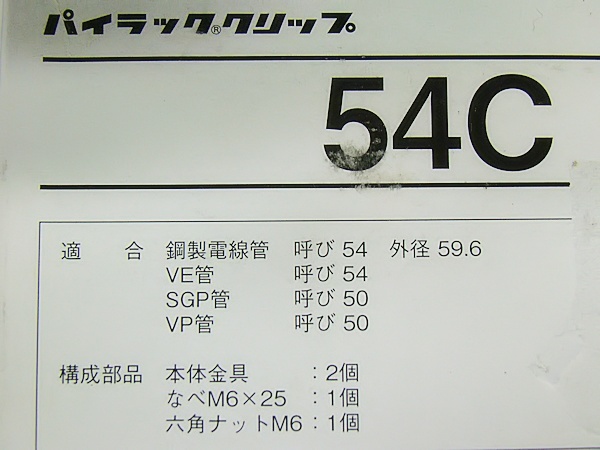 パイラック®クリップ
54C
適 合 鋼製電線管 呼び 54 外径 59.6
VE管 呼び 54
SGP管 呼び 50
VP管 呼び 50
構成部品 本体金具 : 2個
なべM6×25 : 1個
六角ナットM6 : 1個